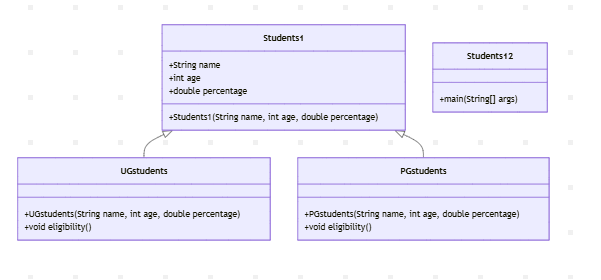 Students1
+String name
+int age
+double percentage
+Students1(String name, int age, double percentage)
Students12
+main(String[] args)
UGstudents
+UGstudents(String name, int age, double percentage)
+void eligibility()
PGstudents
+PGstudents(String name, int age, double percentage)
+void eligibility()